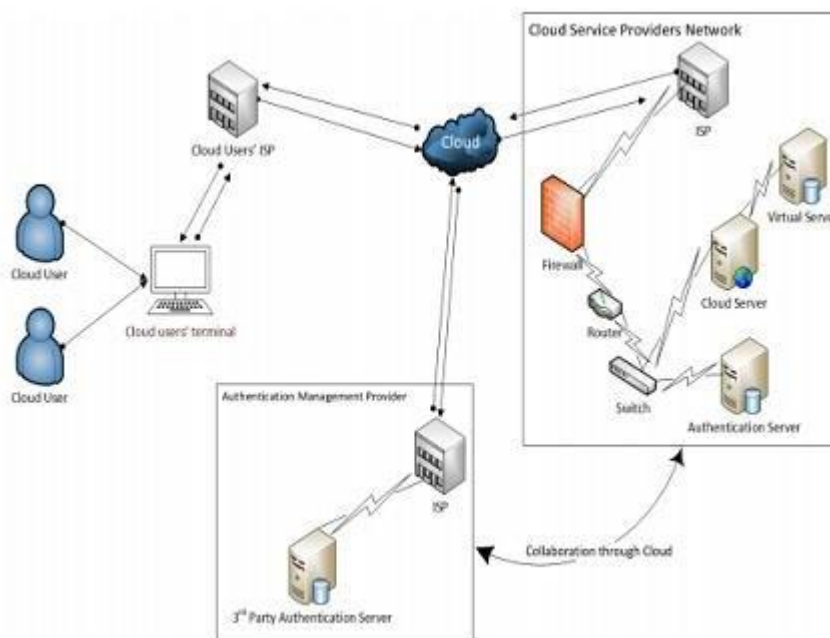 Cloud Service Providers Network
ISP
Cloud
Cloud Users' ISP
Virtual Serve
Firewall
Cloud Server
Cloud User
Cloud users' terminal
Router
Cloud User
Switch
Authentication Server
Authentication Management Provider
ISP
Collaboration through Cloud
3rd Party Authentication Server